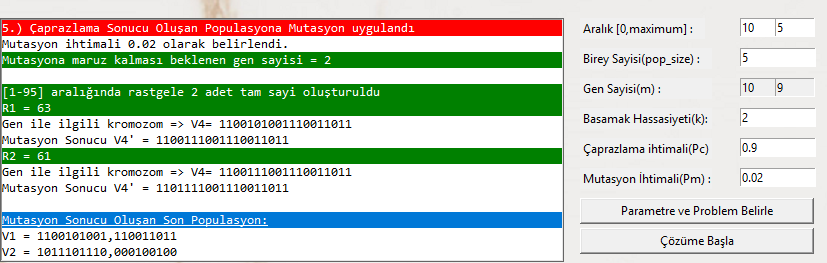 5.) Çaprazlama Sonucu Oluşan Populasyona Mutasyon uygulandı
Mutasyon ihtimali 0.02 olarak belirlendi.
Mutasyona maruz kalması beklenen gen sayisi = 2
[1-95] aralığında rastgele 2 adet tam sayi oluşturuldu
R1 = 63
Gen ile ilgili kromozom => V4= 1100101001110011011
Mutasyon Sonucu V4' = 1100111001110011011
R2 = 61
Gen ile ilgili kromozom => V4= 1100111001110011011
Mutasyon Sonucu V4' = 1101111001110011011
Mutasyon Sonucu Oluşan Son Populasyon:
V1 = 1100101001,110011011
V2 = 1011101110,000100100
Aralık [0,maximum] : 10 5
Birey Sayisi(pop_size) : 5
Gen Sayisi(m) : 10 9
Basamak Hassasiyeti(k): 2
Çaprazlama ihtimali(Pc) 0.9
Mutasyon İhtimali(Pm) : 0.02
Parametre ve Problem Belirle
Çözüme Başla